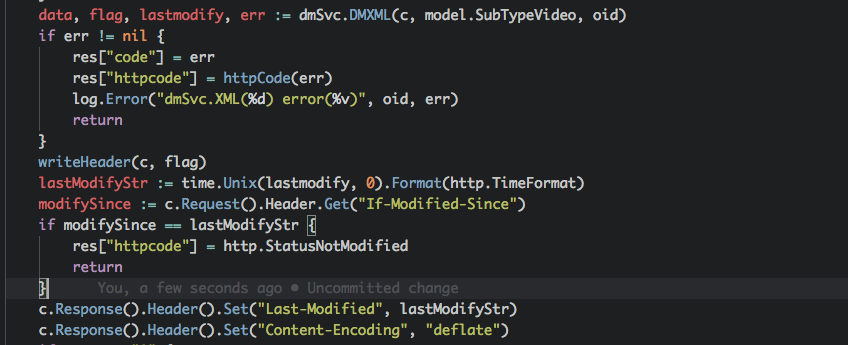 data, flag, lastmodify, err := dmSvc.DMXML(c, model.SubTypeVideo, oid)
if err != nil {
    res["code"] = err
    res["httpcode"] = httpCode(err)
    log.Error("dmSvc.XML(%d) error(%v)", oid, err)
    return
}
writeHeader(c, flag)
lastModifyStr := time.Unix(lastmodify, 0).Format(http.TimeFormat)
modifySince := c.Request().Header.Get("If-Modified-Since")
if modifySince == lastModifyStr {
    res["httpcode"] = http.StatusNotModified
    return
}     You, a few seconds ago • Uncommitted change
c.Response().Header().Set("Last-Modified", lastModifyStr)
c.Response().Header().Set("Content-Encoding", "deflate")